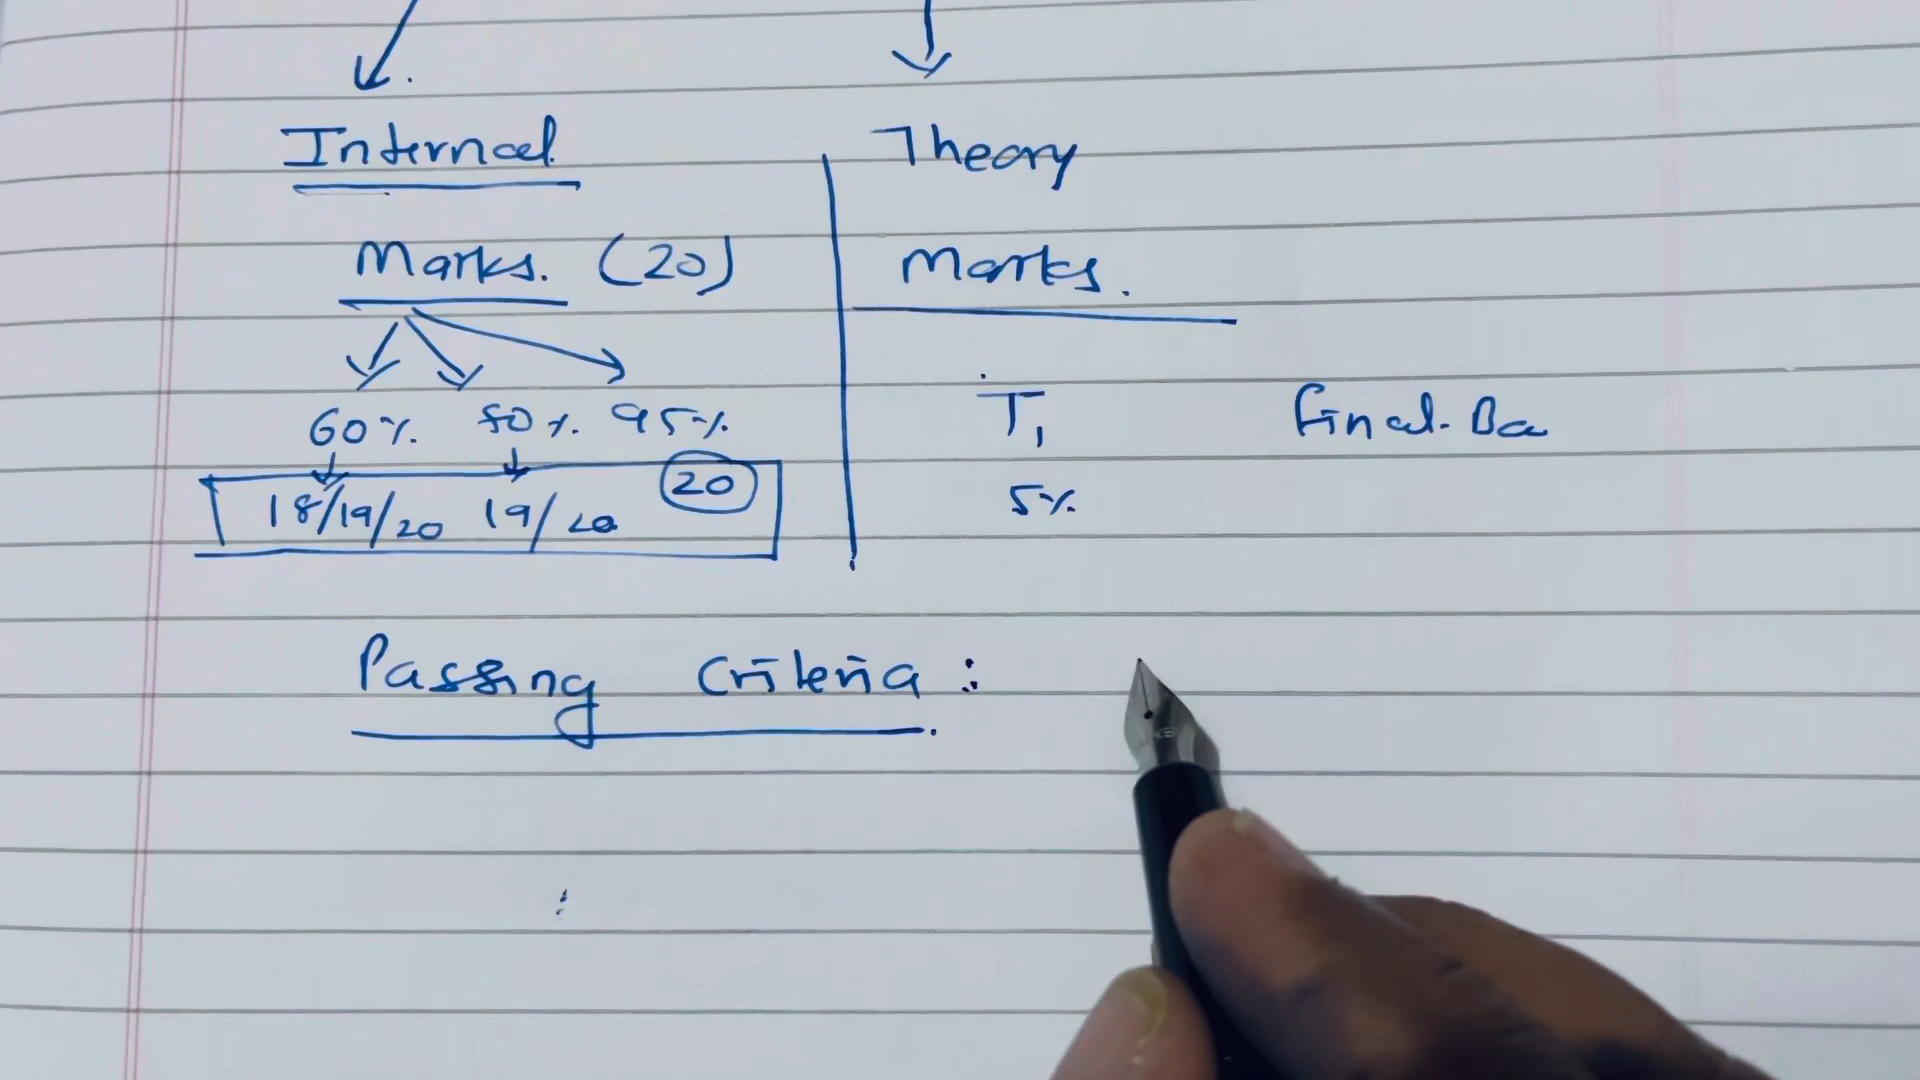 Internal
Marks. (20)
60% 80% 95%
18/19/20 19/20 20
Theory
Marks.
T1 Final-Ba
5%
Passing Criteria :